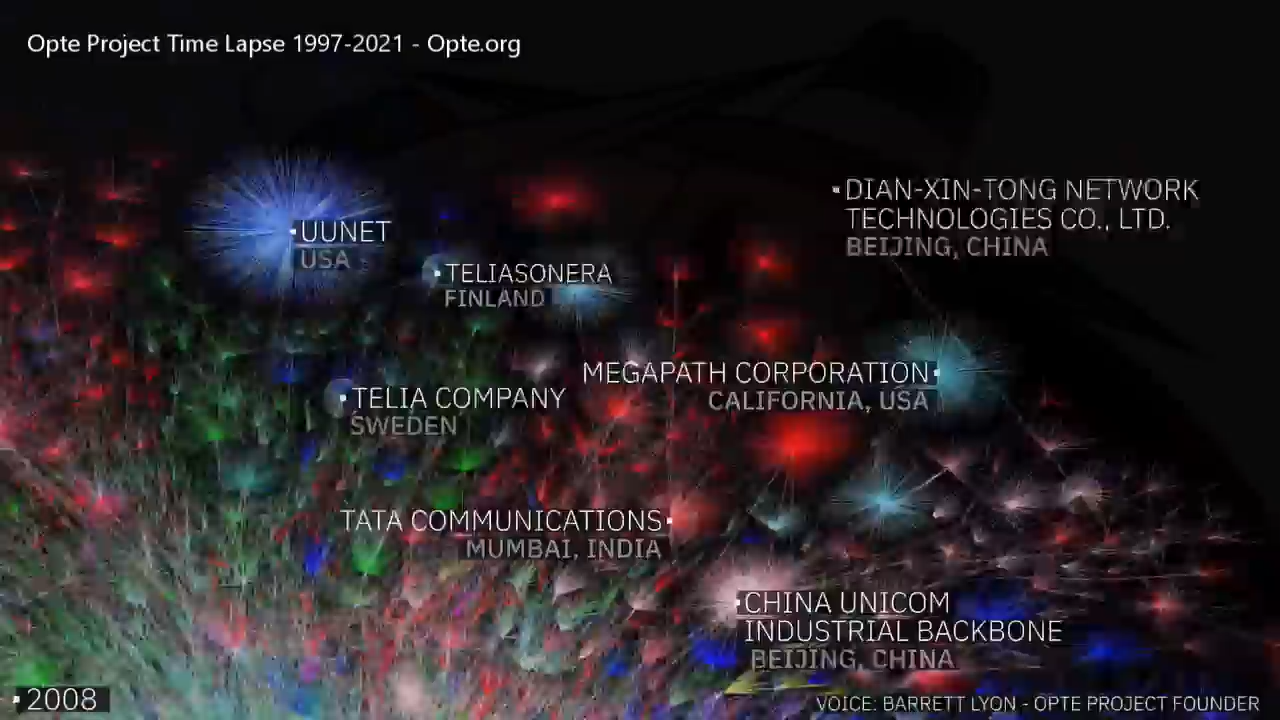 Opte Project Time Lapse 1997-2021 - Opte.org
DIAN-XIN-TONG NETWORK
TECHNOLOGIES CO., LTD.
BEIJING, CHINA
UUNET
USA
TELIASONERA
FINLAND
MEGAPATH CORPORATION
CALIFORNIA, USA
TELIA COMPANY
SWEDEN
TATA COMMUNICATIONS
MUMBAI, INDIA
CHINA UNICOM
INDUSTRIAL BACKBONE
BEIJING, CHINA
2008
VOICE: BARRETT LYON - OPTE PROJECT FOUNDER